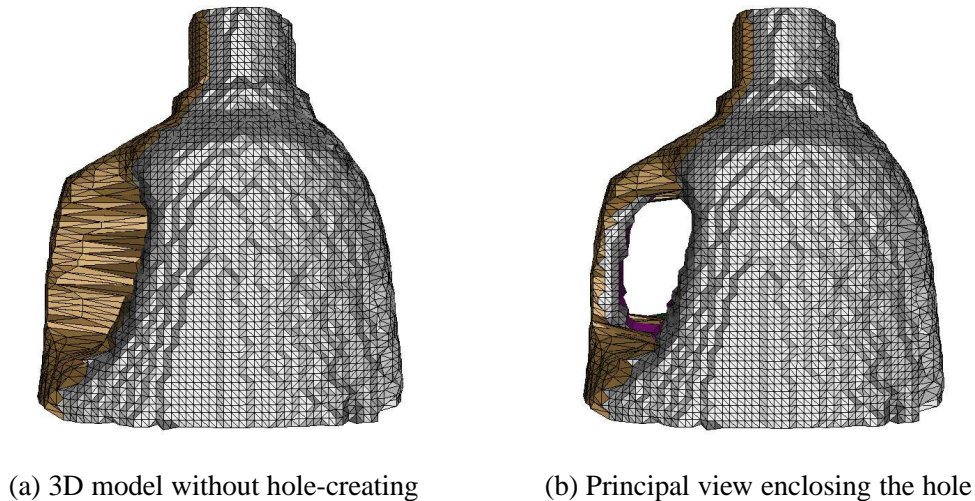 (a) 3D model without hole-creating
(b) Principal view enclosing the hole